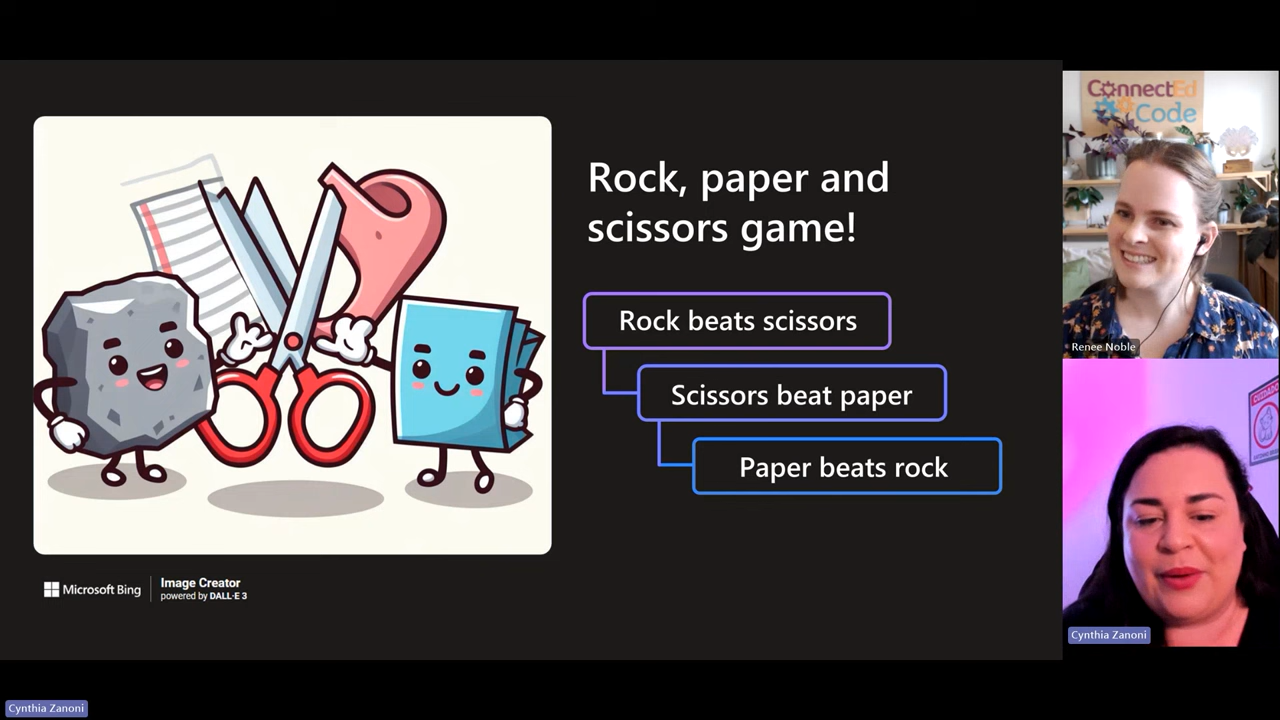 Rock, paper and
scissors game!
Rock beats scissors
Scissors beat paper
Paper beats rock
Microsoft Bing
Image Creator
powered by DALL·E 3
ConnectEd
Code
Renee Noble
CUIDADO
Cynthia Zanoni
Cynthia Zanoni